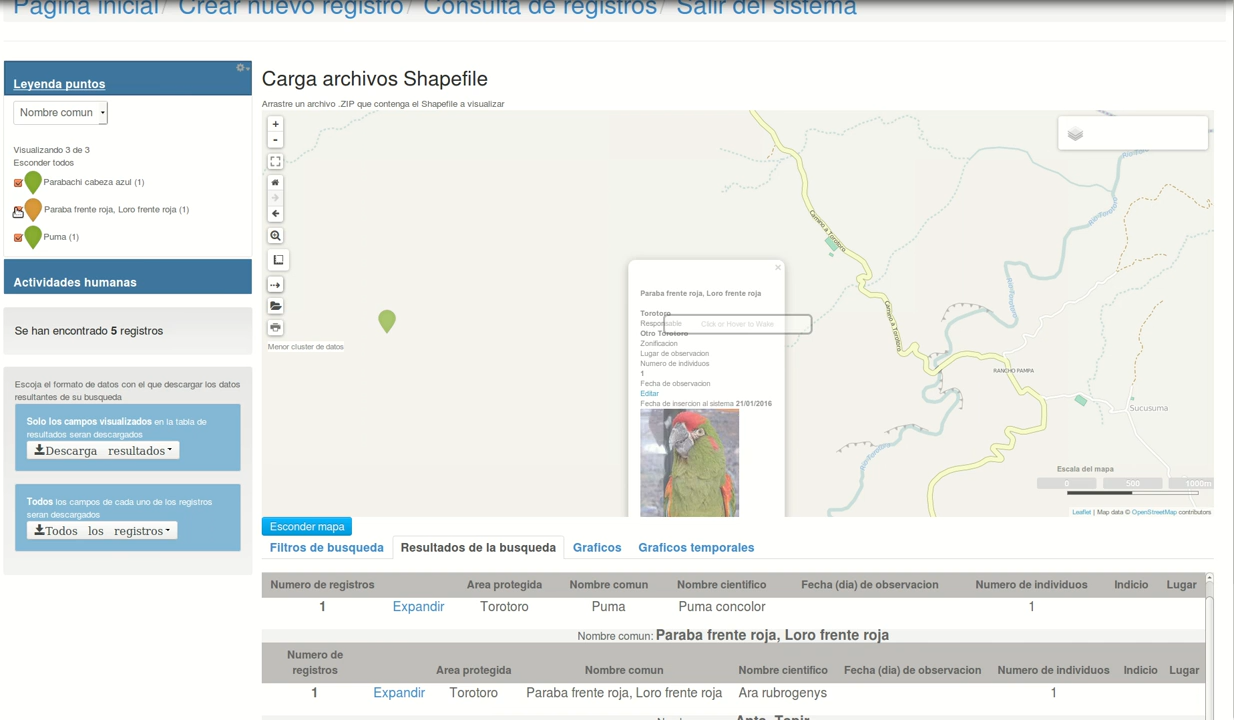 Pagina inicial/ Crear nuevo registro/ Consulta de registros/ Salir del sistema
Leyenda puntos
Nombre comun
Visualizando 3 de 3
Esconder todos
Parabachi cabeza azul (1)
Paraba frente roja, Loro frente roja (1)
Puma (1)
Actividades humanas
Se han encontrado 5 registros
Escoja el formato de datos con el que descargar los datos
resultantes de su busqueda
Solo los campos visualizados en la tabla de
resultados seran descargados
Descarga resultados
Todos los campos de cada uno de los registros
seran descargados
Todos los registros
Carga archivos Shapefile
Arrastre un archivo .ZIP que contenga el Shapefile a visualizar
+
-
Menor cluster de datos
Camino a Torotoro
Camino a Torotoro
RANCHO PAMPA
Sucusuma
×
Paraba frente roja, Loro frente roja
Torotoro
Responsable
Click or Hover to Wake
Otro Torotoro
Zonificacion
Lugar de observacion
Numero de individuos
1
Fecha de observacion
Editar
Fecha de insercion al sistema 21/01/2016
Escala del mapa
0 500 1000m
Leaflet | Map data © OpenStreetMap contributors
Esconder mapa
Filtros de busqueda Resultados de la busqueda Graficos Graficos temporales
Numero de registros Area protegida Nombre comun Nombre cientifico Fecha (dia) de observacion Numero de individuos Indicio Lugar
1 Expandir Torotoro Puma Puma concolor 1
Nombre comun: Paraba frente roja, Loro frente roja
Numero de
registros Area protegida Nombre comun Nombre cientifico Fecha (dia) de observacion Numero de individuos Indicio Lugar
1 Expandir Torotoro Paraba frente roja, Loro frente roja Ara rubrogenys 1